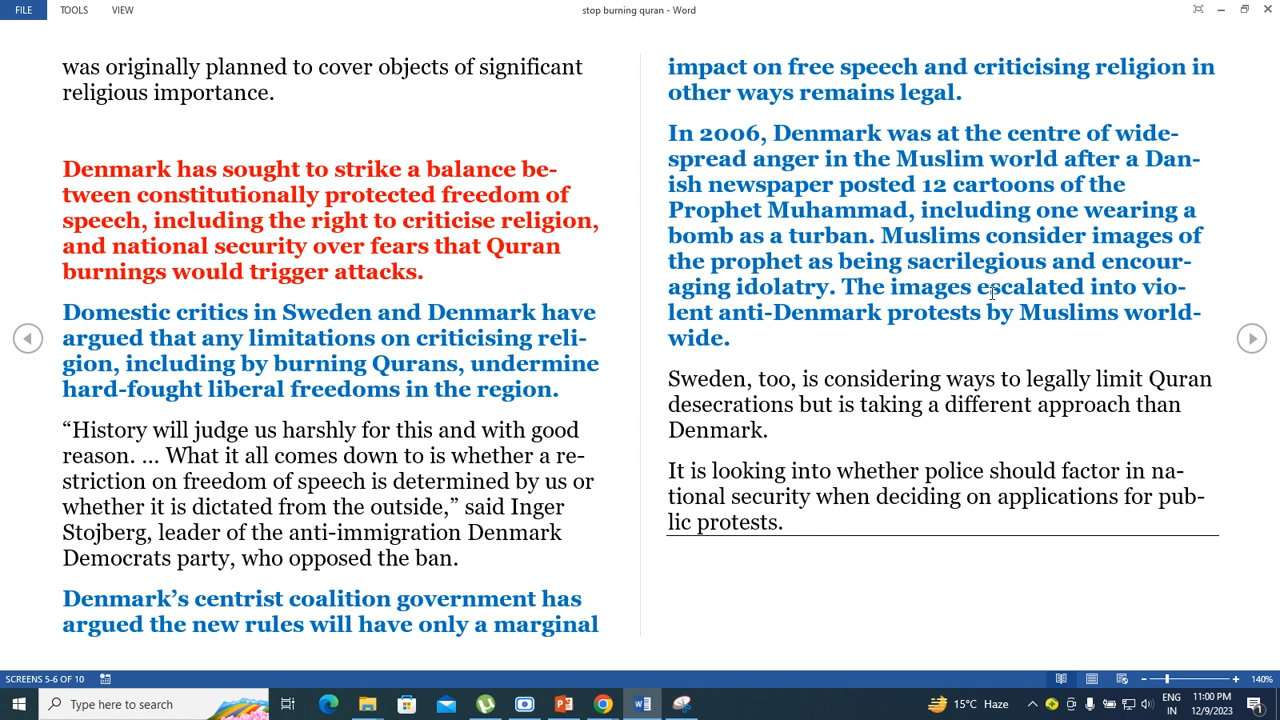 FILE TOOLS VIEW
stop burning quran - Word
was originally planned to cover objects of significant
religious importance.
Denmark has sought to strike a balance be-
tween constitutionally protected freedom of
speech, including the right to criticise religion,
and national security over fears that Quran
burnings would trigger attacks.
Domestic critics in Sweden and Denmark have
argued that any limitations on criticising reli-
gion, including by burning Qurans, undermine
hard-fought liberal freedoms in the region.
“History will judge us harshly for this and with good
reason. … What it all comes down to is whether a re-
striction on freedom of speech is determined by us or
whether it is dictated from the outside,” said Inger
Stojberg, leader of the anti-immigration Denmark
Democrats party, who opposed the ban.
Denmark’s centrist coalition government has
argued the new rules will have only a marginal
impact on free speech and criticising religion in
other ways remains legal.
In 2006, Denmark was at the centre of wide-
spread anger in the Muslim world after a Dan-
ish newspaper posted 12 cartoons of the
Prophet Muhammad, including one wearing a
bomb as a turban. Muslims consider images of
the prophet as being sacrilegious and encour-
aging idolatry. The images escalated into vio-
lent anti-Denmark protests by Muslims world-
wide.
Sweden, too, is considering ways to legally limit Quran
desecrations but is taking a different approach than
Denmark.
It is looking into whether police should factor in na-
tional security when deciding on applications for pub-
lic protests.
SCREENS 5-6 OF 10
140%
Type here to search
15°C Haze
ENG
IN
11:00 PM
12/9/2023
1